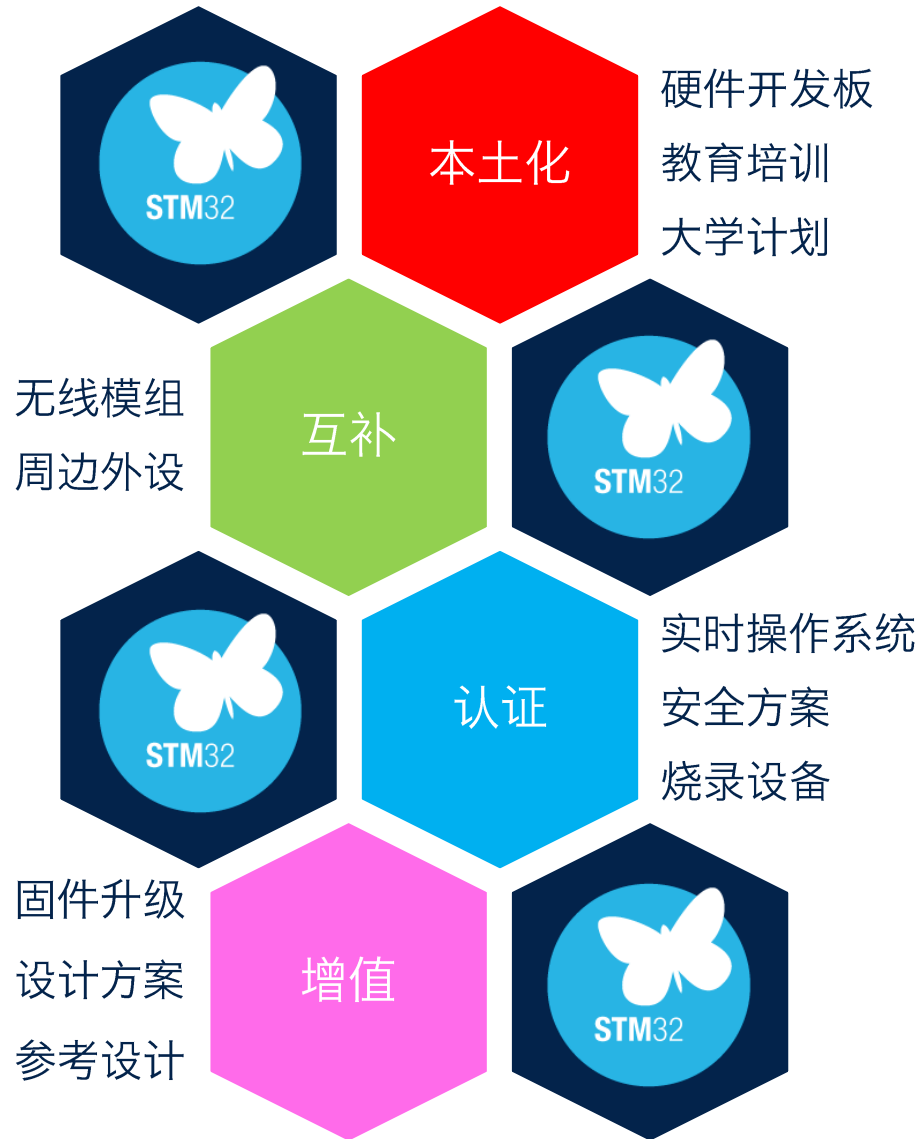 STM32
本土化
硬件开发板
教育培训
大学计划
无线模组
周边外设
互补
STM32
STM32
认证
实时操作系统
安全方案
烧录设备
固件升级
设计方案
参考设计
增值
STM32